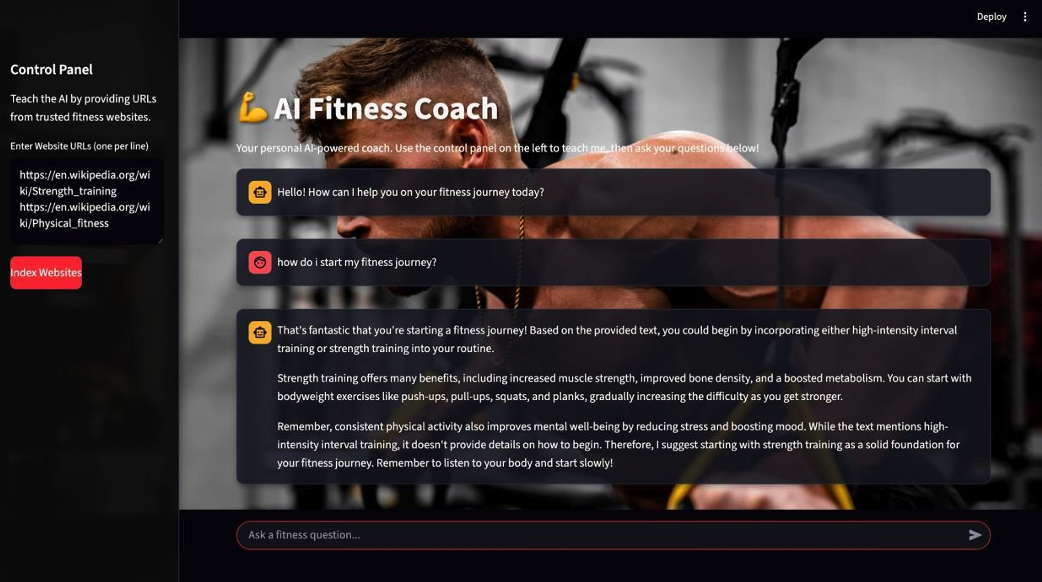 Deploy
Control Panel
Teach the AI by providing URLs
from trusted fitness websites.
Enter Website URLs (one per line)
https://en.wikipedia.org/wi
ki/Strength_training
https://en.wikipedia.org/wi
ki/Physical_fitness
Index Websites
💪 AI Fitness Coach
Your personal AI-powered coach. Use the control panel on the left to teach me, then ask your questions below!
Hello! How can I help you on your fitness journey today?
how do i start my fitness journey?
That's fantastic that you're starting a fitness journey! Based on the provided text, you could begin by incorporating either high-intensity interval
training or strength training into your routine.
Strength training offers many benefits, including increased muscle strength, improved bone density, and a boosted metabolism. You can start with
bodyweight exercises like push-ups, pull-ups, squats, and planks, gradually increasing the difficulty as you get stronger.
Remember, consistent physical activity also improves mental well-being by reducing stress and boosting mood. While the text mentions high-
intensity interval training, it doesn't provide details on how to begin. Therefore, I suggest starting with strength training as a solid foundation for
your fitness journey. Remember to listen to your body and start slowly!
Ask a fitness question...